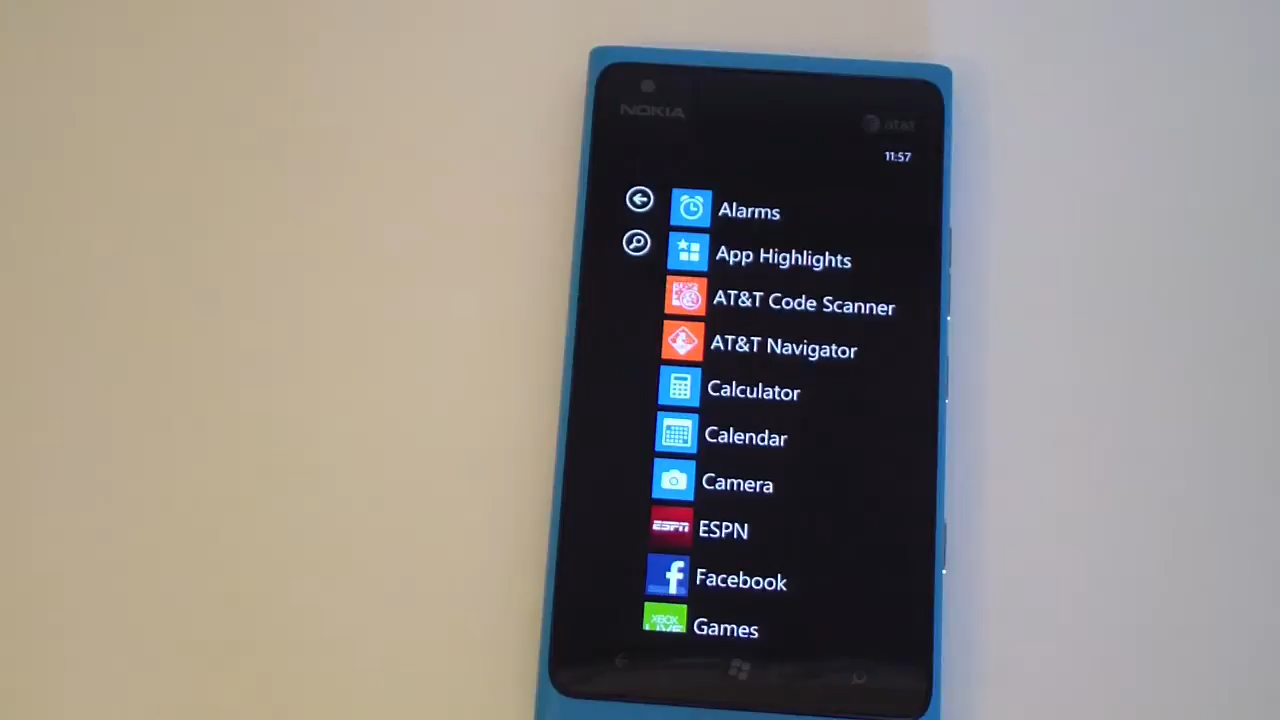 NOKIA
at&t
11:57
Alarms
App Highlights
AT&T Code Scanner
AT&T Navigator
Calculator
Calendar
Camera
ESPN ESPN
f Facebook
XBOX
LIVE
Games